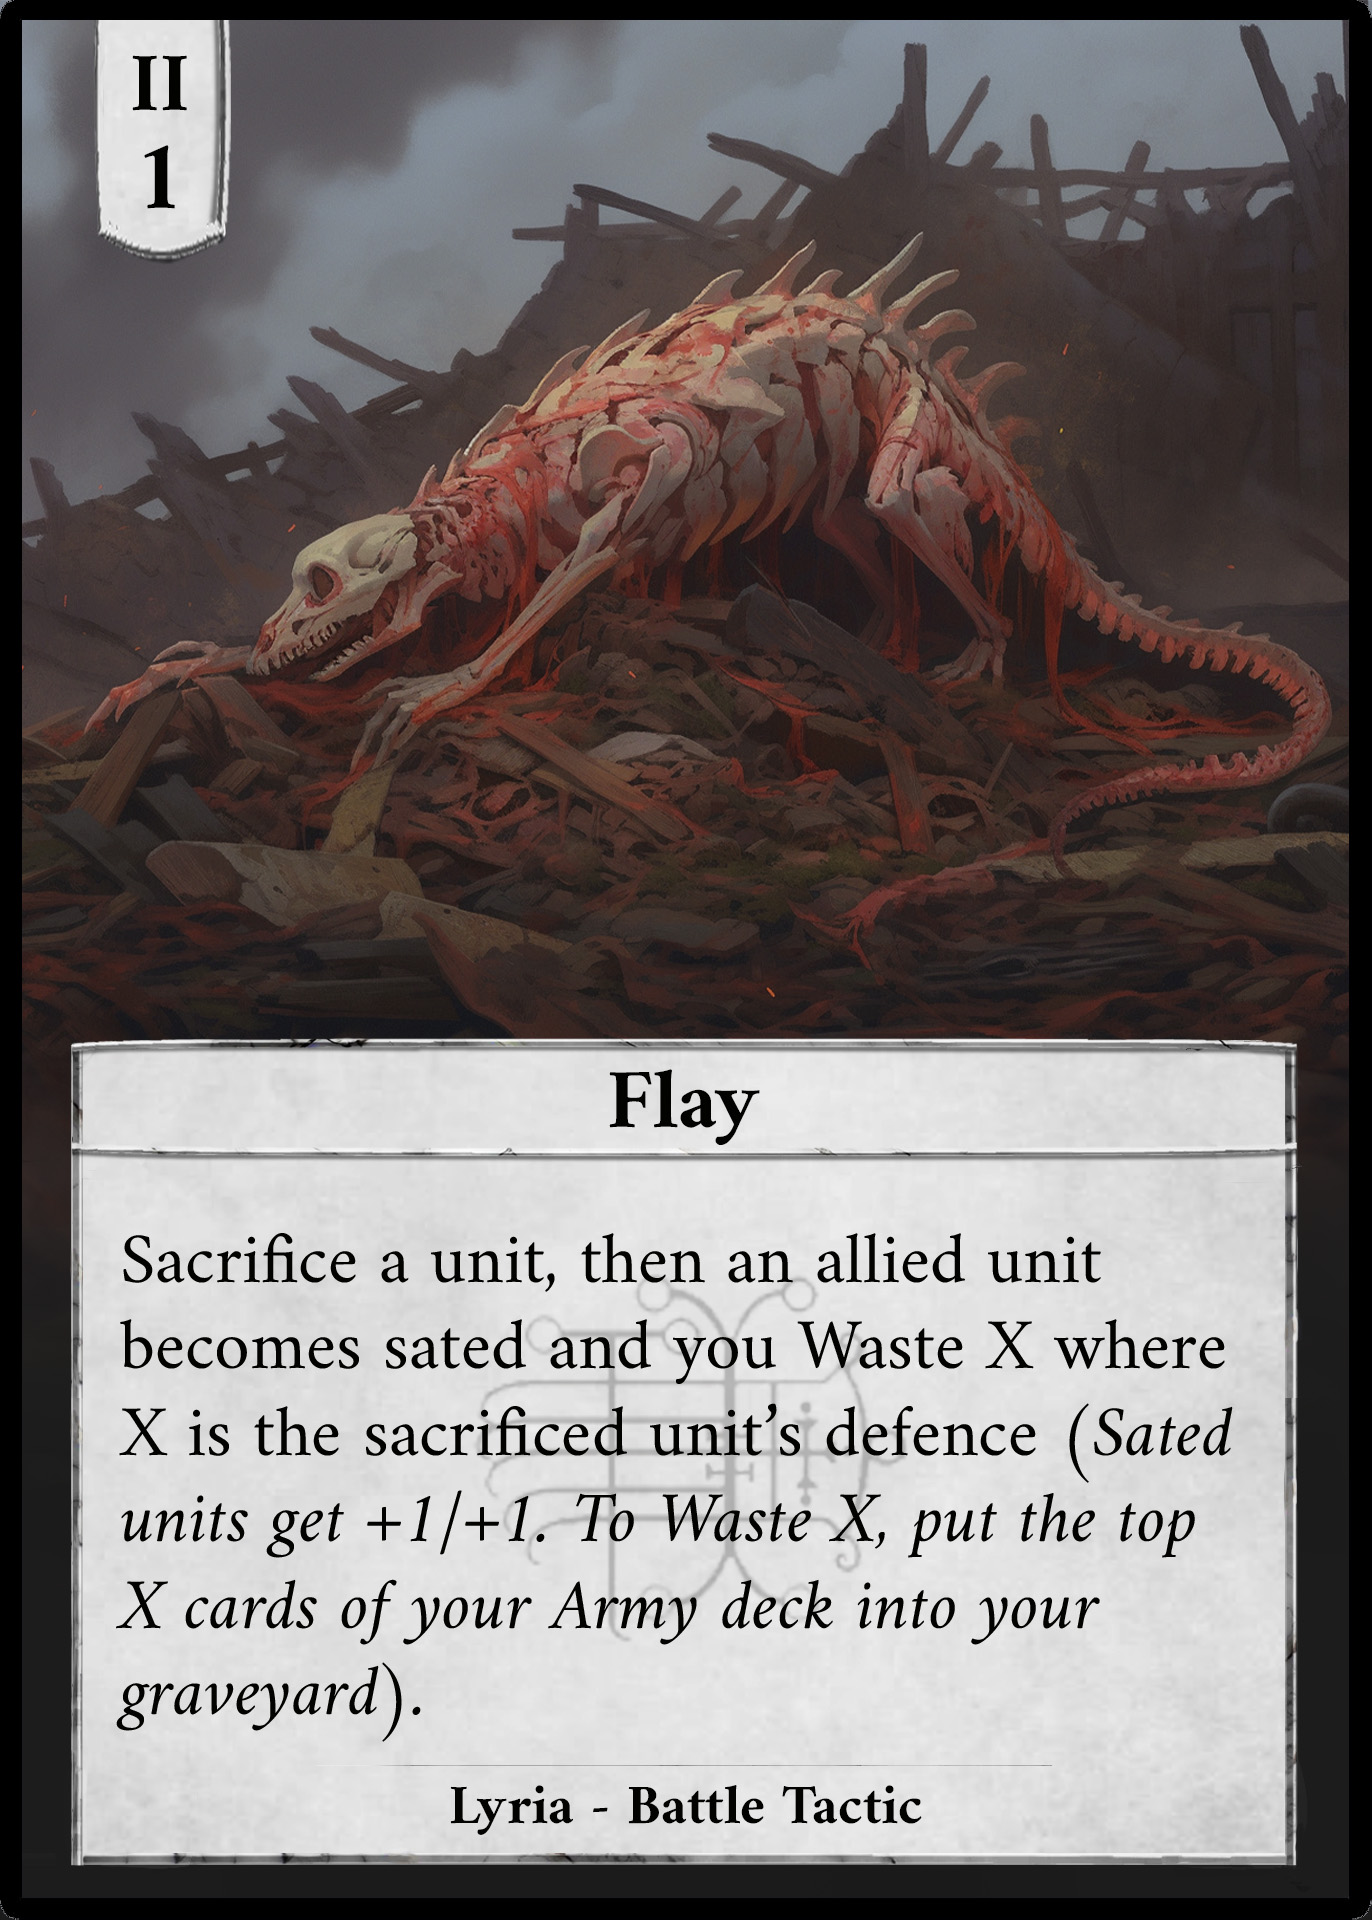 II
1
Flay
Sacrifice a unit, then an allied unit
becomes sated and you Waste X where
X is the sacrificed unit's defence (Sated
units get +1/+1. To Waste X, put the top
X cards of your Army deck into your
graveyard).
Lyria - Battle Tactic